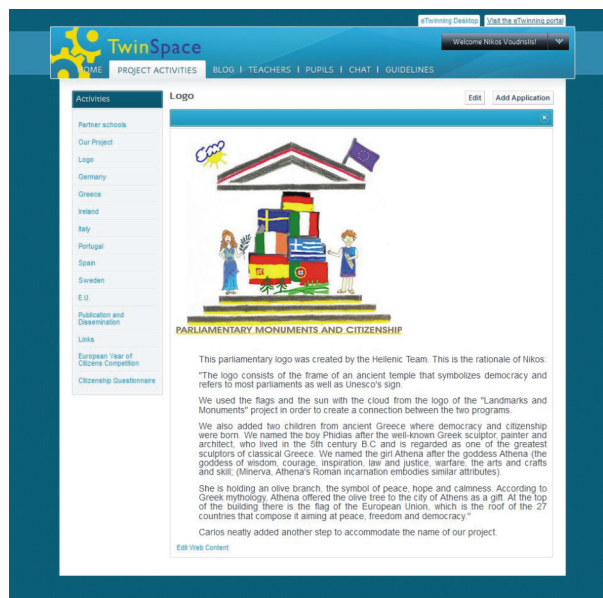 eTwinning Desktop Visit the eTwinning portal
TwinSpace
Welcome Nikos Voudrislis!
HOME PROJECT ACTIVITIES BLOG I TEACHERS I PUPILS I CHAT I GUIDELINES
Activities
Partner schools
Our Project
Logo
Germany
Greece
Ireland
Italy
Portugal
Spain
Sweden
E.U.
Publication and
Dissemination
Links
European Year of
Citizens Competition
Citizenship Questionnaire
Logo
Edit Add Application
PARLIAMENTARY MONUMENTS AND CITIZENSHIP
This parliamentary logo was created by the Hellenic Team. This is the rationale of Nikos:
"The logo consists of the frame of an ancient temple that symbolizes democracy and
refers to most parliaments as well as Unesco's sign.
We used the flags and the sun with the cloud from the logo of the "Landmarks and
Monuments" project in order to create a connection between the two programs.
We also added two children from ancient Greece where democracy and citizenship
were born. We named the boy Phidias after the well-known Greek sculptor, painter and
architect, who lived in the 5th century B.C and is regarded as one of the greatest
sculptors of classical Greece. We named the girl Athena after the goddess Athena (the
goddess of wisdom, courage, inspiration, law and justice, warfare, the arts and crafts
and skill; (Minerva, Athena's Roman incarnation embodies similar attributes).
She is holding an olive branch, the symbol of peace, hope and calmness. According to
Greek mythology, Athena offered the olive tree to the city of Athens as a gift. At the top
of the building there is the flag of the European Union, which is the roof of the 27
countries that compose it aiming at peace, freedom and democracy."
Carlos neatly added another step to accommodate the name of our project.
Edit Web Content